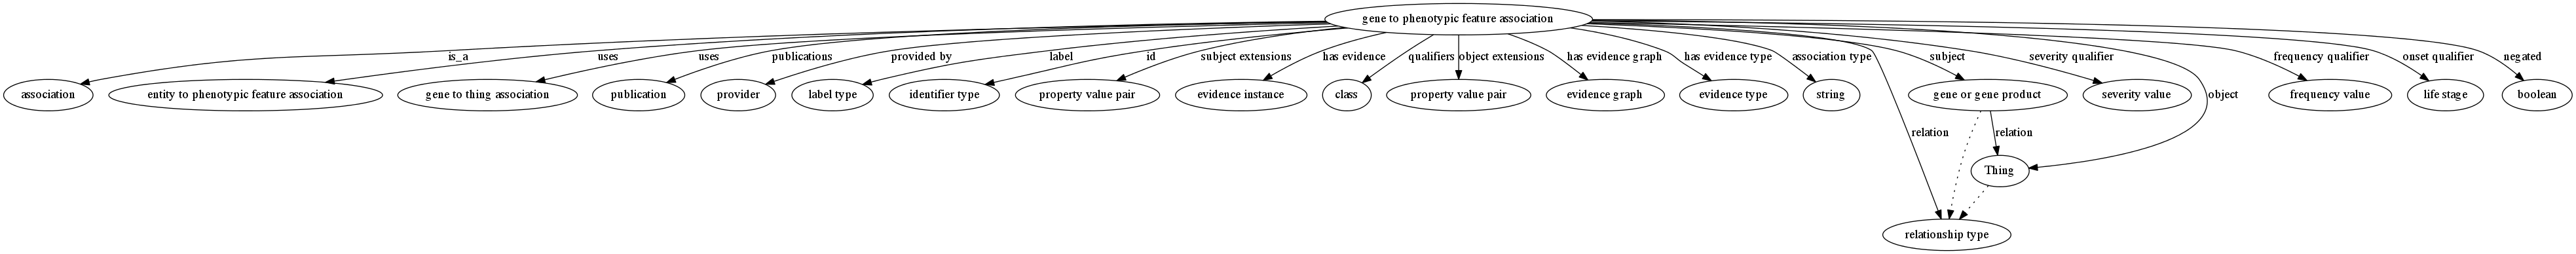 gene to phenotypic feature association
is_a
uses
uses
publications
provided by
label
id
subject extensions
has evidence
qualifiers
object extensions
has evidence graph
has evidence type
association type
subject
severity qualifier
frequency qualifier
onset qualifier
negated
association
entity to phenotypic feature association
gene to thing association
publication
provider
label type
identifier type
property value pair
evidence instance
class
property value pair
evidence graph
evidence type
string
gene or gene product
severity value
object
frequency value
life stage
boolean
relation
relation
Thing
relationship type